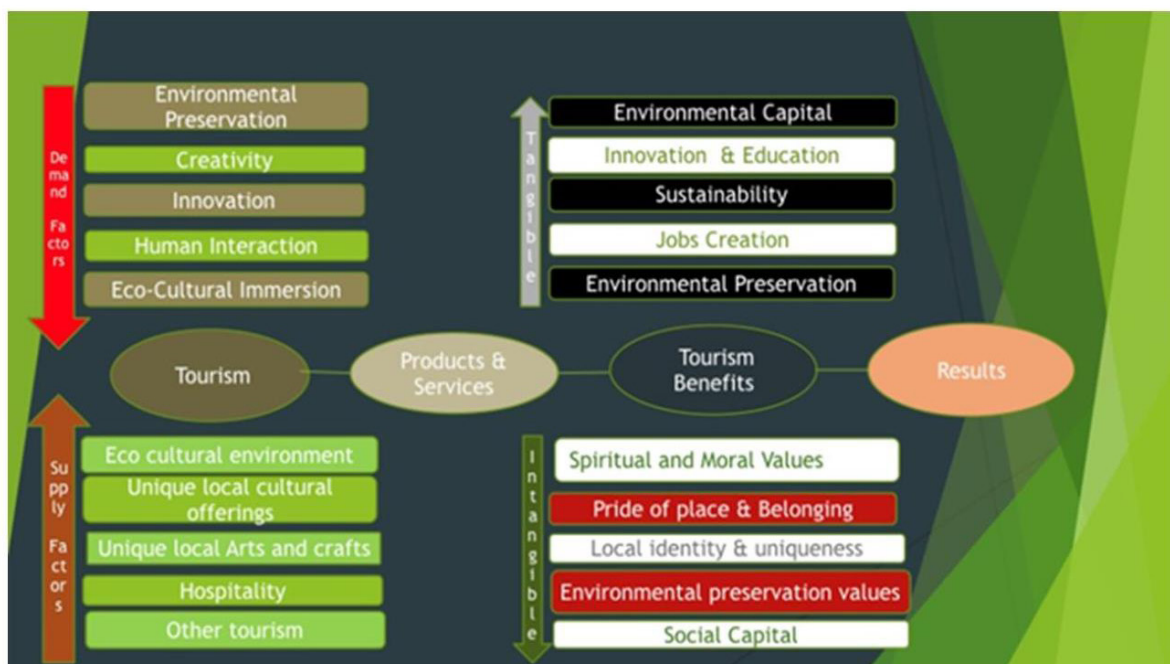 De
ma
nd
Fa
cto
rs
Environmental
Preservation
Creativity
Innovation
Human Interaction
Eco-Cultural Immersion
Tangible
Environmental Capital
Innovation & Education
Sustainability
Jobs Creation
Environmental Preservation
Tourism
Products &
Services
Tourism
Benefits
Results
Su
pp
ly
Fa
ct
or
s
Eco cultural environment
Unique local cultural
offerings
Unique local Arts and crafts
Hospitality
Other tourism
Intangible
Spiritual and Moral Values
Pride of place & Belonging
Local identity & uniqueness
Environmental preservation values
Social Capital